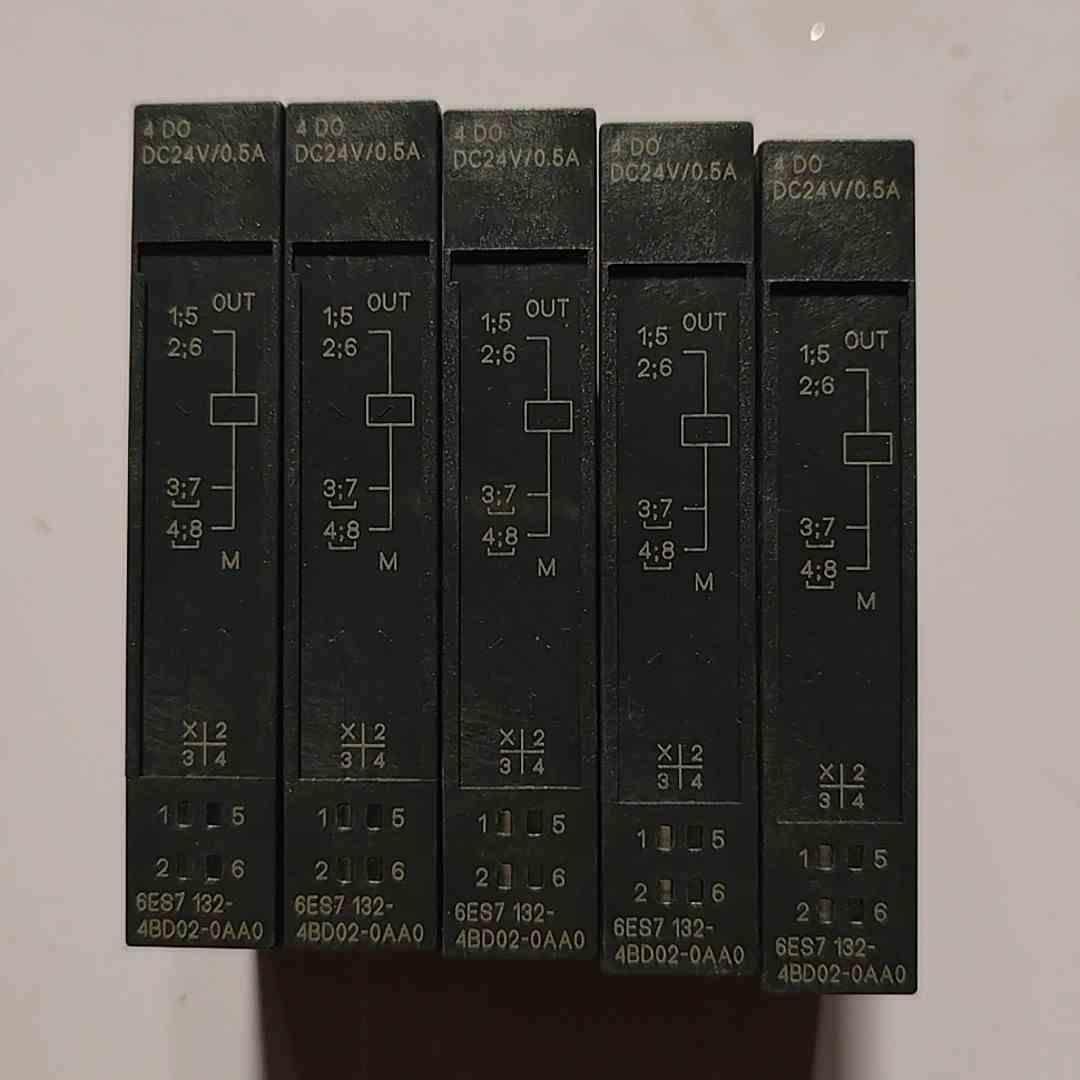 4 DO
DC24V/0.5A
OUT
1;5
2;6
3;7
4;8
M
X 2
3 4
1 5
2 6
6ES7 132-
4BD02-0AA0
4 DO
DC24V/0.5A
OUT
1;5
2;6
3;7
4;8
M
X 2
3 4
1 5
2 6
6ES7 132-
4BD02-0AA0
4 DO
DC24V/0.5A
OUT
1;5
2;6
3;7
4;8
M
X 2
3 4
1 5
2 6
6ES7 132-
4BD02-0AA0
4 DO
DC24V/0.5A
OUT
1;5
2;6
3;7
4;8
M
X 2
3 4
1 5
2 6
6ES7 132-
4BD02-0AA0
4 DO
DC24V/0.5A
OUT
1;5
2;6
3;7
4;8
M
X 2
3 4
1 5
2 6
6ES7 132-
4BD02-0AA0